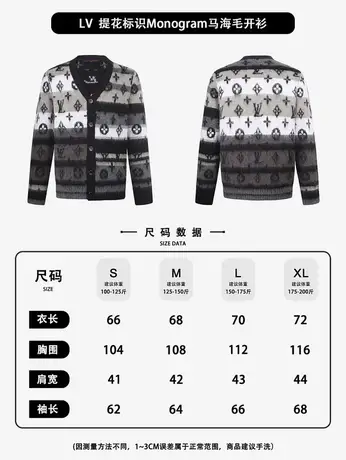 LV 提花标识Monogram马海毛开衫
尺码数据
SIZE DATA
尺码 SIZE S 建议体重 100-125斤 M 建议体重 125-150斤 L 建议体重 150-175斤 XL 建议体重 175-200斤
衣长 66 68 70 72
胸围 104 108 112 116
肩宽 41 42 43 44
袖长 62 64 66 68
(因测量方法不同，1~3CM误差属于正常范围，商品建议手洗)